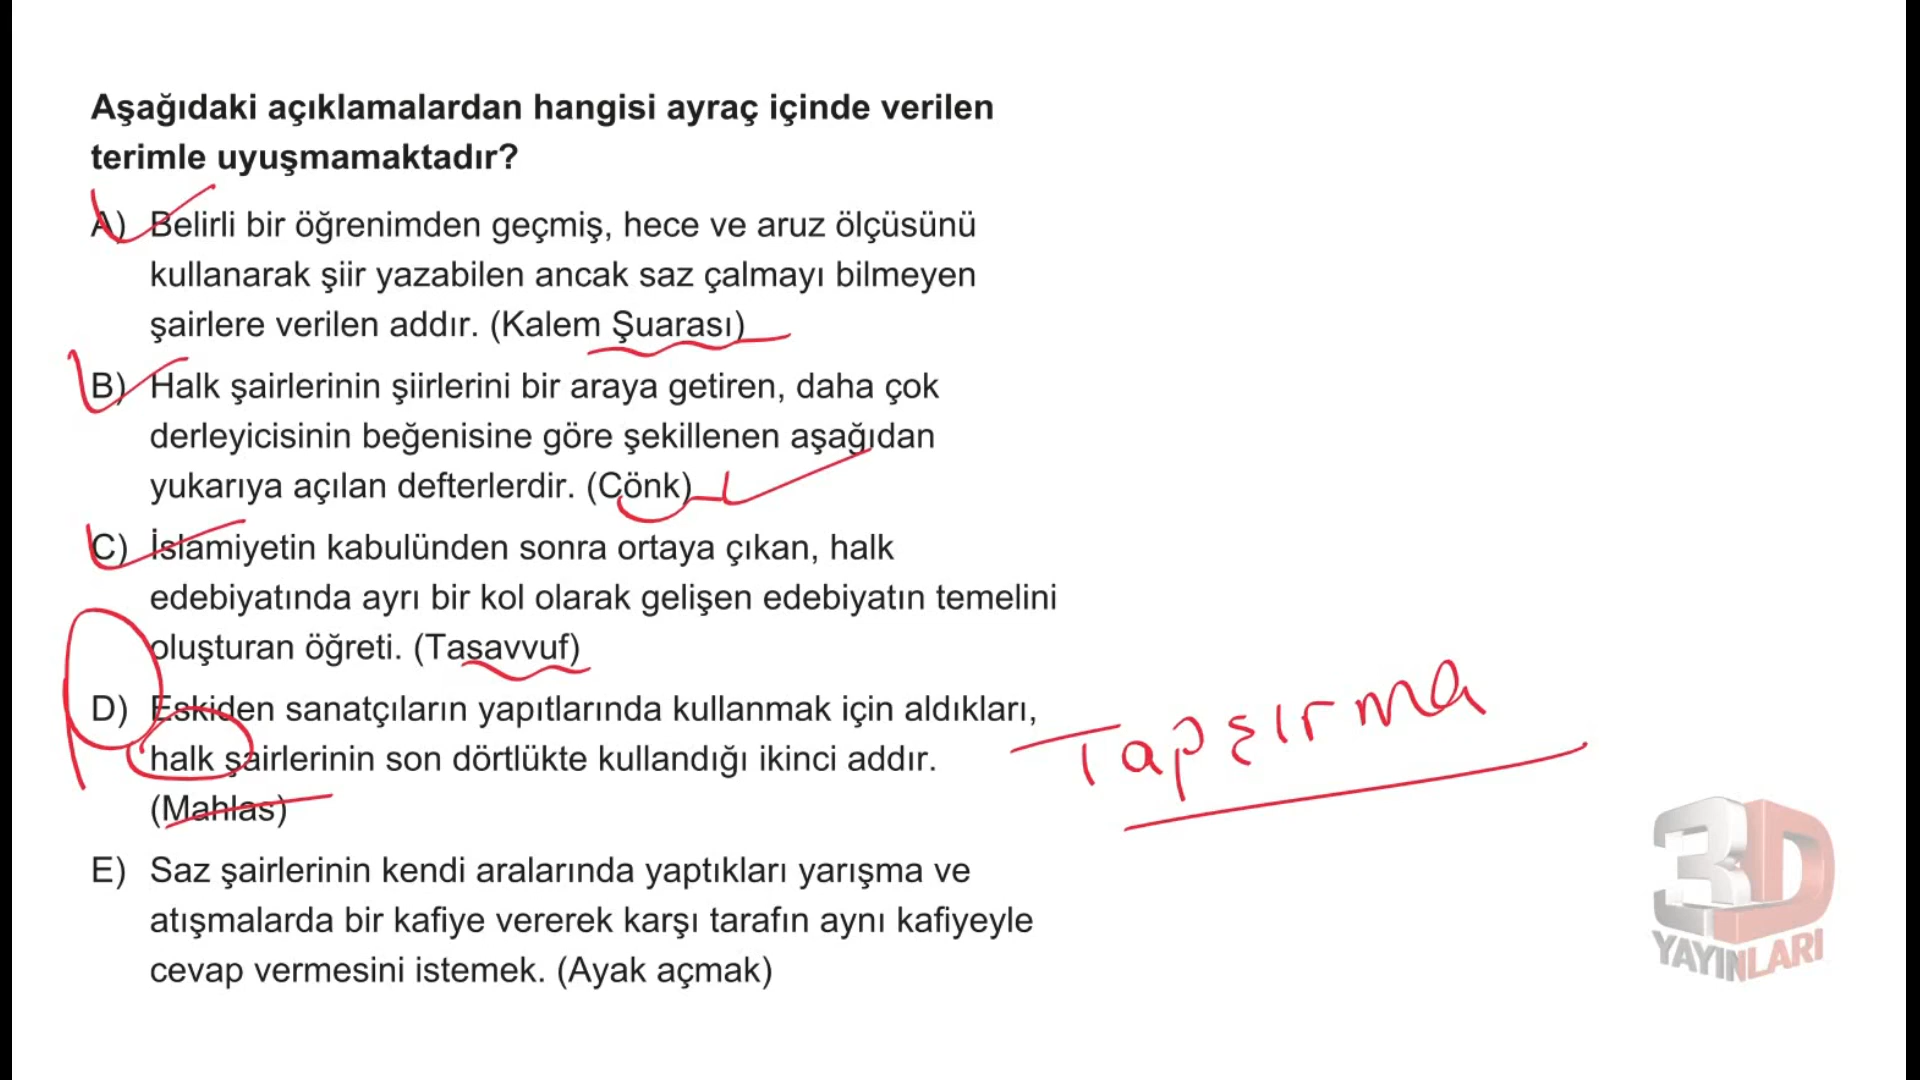 Aşağıdaki açıklamalardan hangisi ayraç içinde verilen
terimle uyuşmamaktadır?
A) Belirli bir öğrenimden geçmiş, hece ve aruz ölçüsünü
kullanarak şiir yazabilen ancak saz çalmayı bilmeyen
şairlere verilen addır. (Kalem Şuarası)
B) Halk şairlerinin şiirlerini bir araya getiren, daha çok
derleyicisinin beğenisine göre şekillenen aşağıdan
yukarıya açılan defterlerdir. (Cönk)
C) İslamiyetin kabulünden sonra ortaya çıkan, halk
edebiyatında ayrı bir kol olarak gelişen edebiyatın temelini
oluşturan öğreti. (Tasavvuf)
D) Eskiden sanatçıların yapıtlarında kullanmak için aldıkları,
halk şairlerinin son dörtlükte kullandığı ikinci addır.
(Mahlas)
Tapşırma
E) Saz şairlerinin kendi aralarında yaptıkları yarışma ve
atışmalarda bir kafiye vererek karşı tarafın aynı kafiyeyle
cevap vermesini istemek. (Ayak açmak)
3D
YAYINLARI